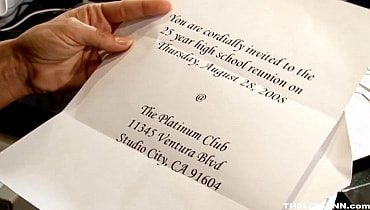 You are cordially invited to the
25 year high school reunion on
Thursday, August 28, 2008
@
The Platinum Club
11345 Ventura Blvd
Studio City, CA 91604